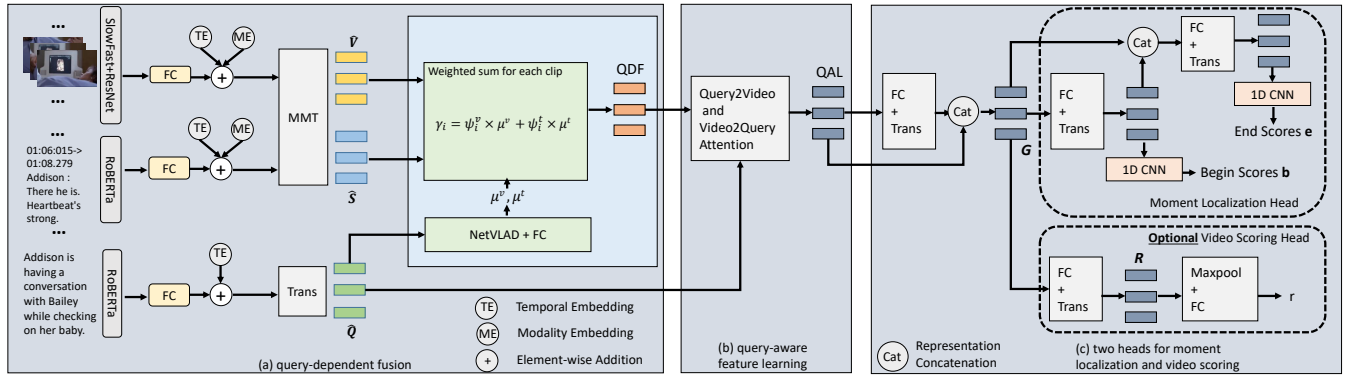 ...
SlowFast+ResNet
...
TE
ME
FC
+
01:06:015->
01:08.279
Addison :
There he is.
Heartbeat's
strong.
...
RoBERTa
TE
ME
FC
+
Addison is
having a
conversation
with Bailey
while checking
on her baby.
RoBERTa
TE
FC
+
MMT
Trans
V̂
Ŝ
Q̂
Weighted sum for each clip
γᵢ = ψᵢᵛ × μᵛ + ψᵢᵗ × μᵗ
μᵛ, μᵗ
NetVLAD + FC
QDF
TE Temporal Embedding
ME Modality Embedding
+ Element-wise Addition
(a) query-dependent fusion
Query2Video
and
Video2Query
Attention
QAL
(b) query-aware
feature learning
FC
+
Trans
Cat
G
FC
+
Trans
Cat
FC
+
Trans
1D CNN
End Scores e
1D CNN
Begin Scores b
Moment Localization Head
Optional Video Scoring Head
FC
+
Trans
R
Maxpool
+
FC
r
Cat
Representation
Concatenation
(c) two heads for moment
localization and video scoring